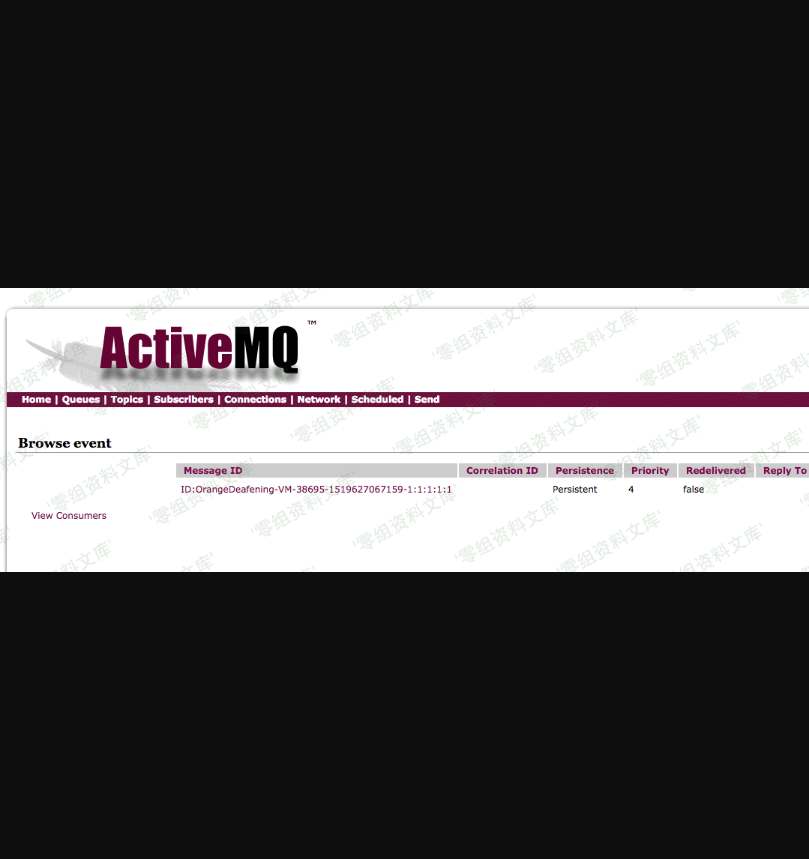 ActiveMQ™
Home | Queues | Topics | Subscribers | Connections | Network | Scheduled | Send
Browse event
Message ID Correlation ID Persistence Priority Redelivered Reply To
ID:OrangeDeafening-VM-38695-1519627067159-1:1:1:1:1 Persistent 4 false
View Consumers
'零组资料文库'